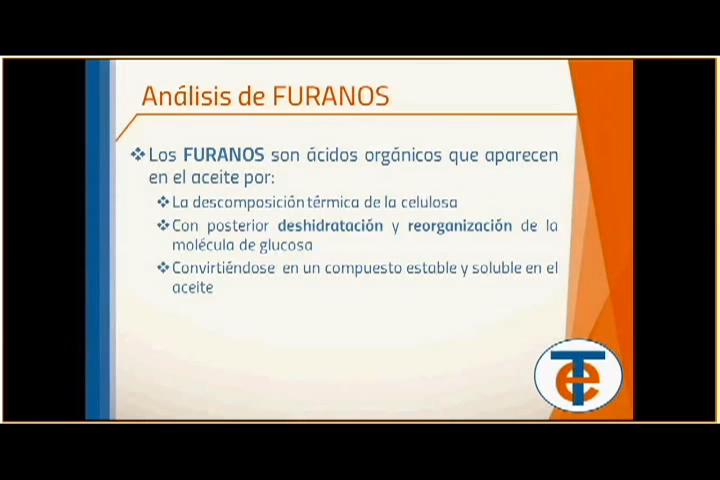 Análisis de FURANOS
❖Los FURANOS son ácidos orgánicos que aparecen
en el aceite por:
❖La descomposición térmica de la celulosa
❖Con posterior deshidratación y reorganización de la
molécula de glucosa
❖Convirtiéndose en un compuesto estable y soluble en el
aceite
Te